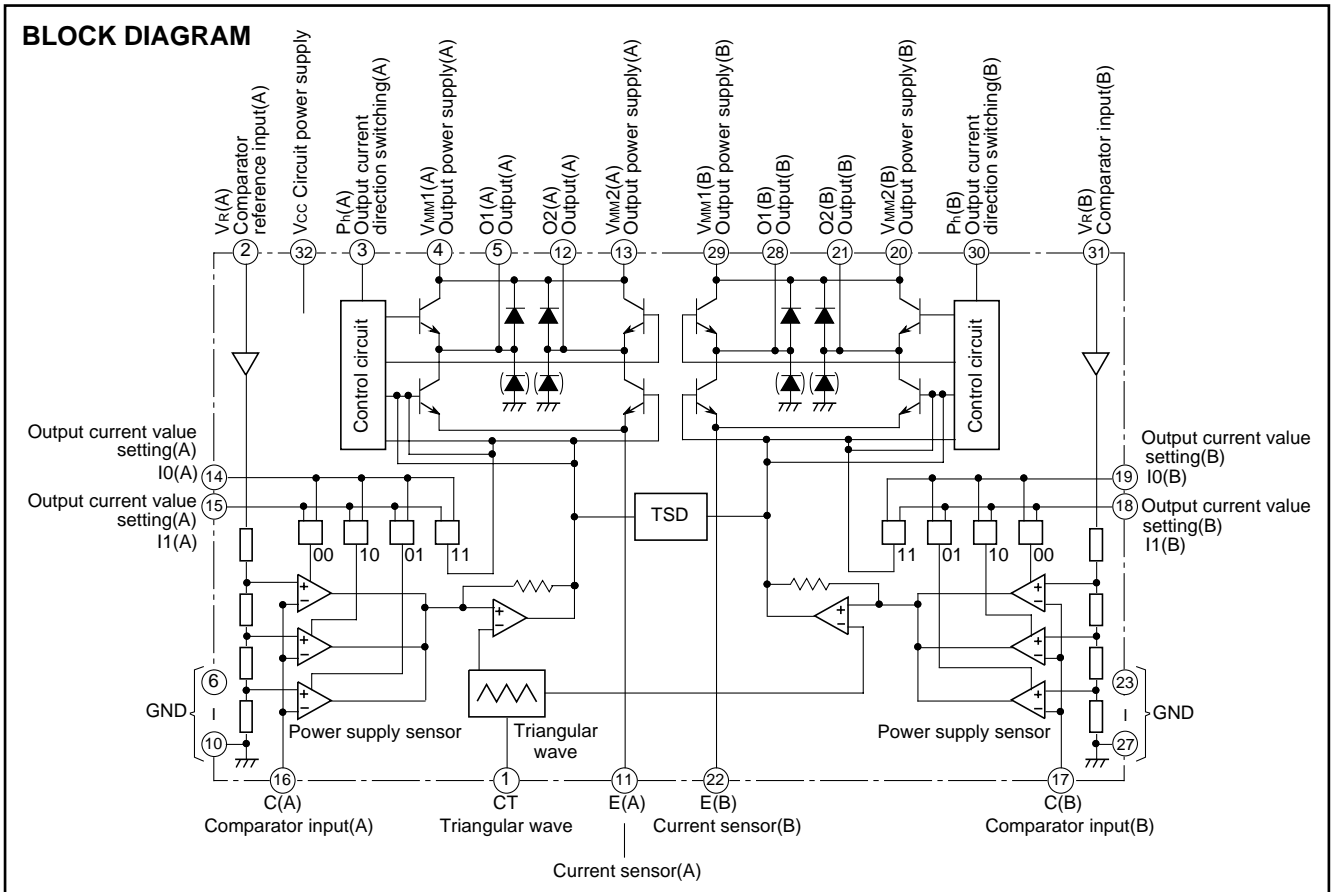 BLOCK DIAGRAM
VR(A)
Comparator
reference input(A)
VCC Circuit power supply
Ph(A)
Output current
direction switching(A)
VMM1(A)
Output power supply(A)
O1(A)
Output(A)
O2(A)
Output(A)
VMM2(A)
Output power supply(A)
VMM1(B)
Output power supply(B)
O1(B)
Output(B)
O2(B)
Output(B)
VMM2(B)
Output power supply(B)
Ph(B)
Output current
direction switching(B)
VR(B)
Comparator input(B)
2 32 3 4 5 12 13 29 28 21 20 30 31
Control circuit
( ) ( )
( ) ( )
Control circuit
Output current value
setting(A)
I0(A)
14
Output current value
setting(A)
I1(A)
15
Output current value
setting(B)
I0(B)
19
Output current value
setting(B)
I1(B)
18
00 10 01 11
TSD
11 01 10 00
+
−
+
−
+
−
+
−
+
−
+
−
+
−
+
−
GND
6
I
10
Power supply sensor
Triangular
wave
Power supply sensor
23
I
27
GND
16 1 11 22 17
C(A)
Comparator input(A)
CT
Triangular wave
E(A)
Current sensor(A)
E(B)
Current sensor(B)
C(B)
Comparator input(B)